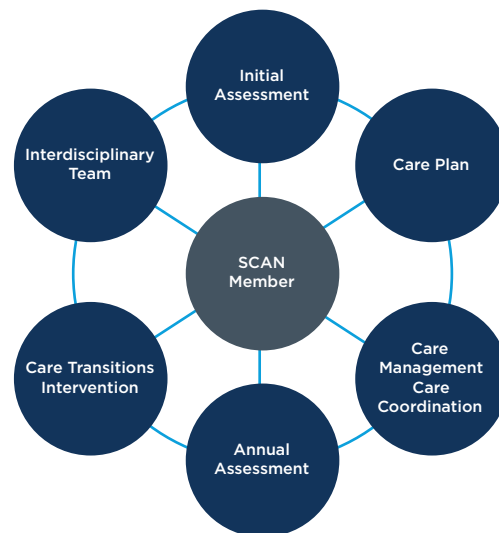 Initial
Assessment
Interdisciplinary
Team
Care Plan
SCAN
Member
Care Transitions
Intervention
Care
Management
Care
Coordination
Annual
Assessment